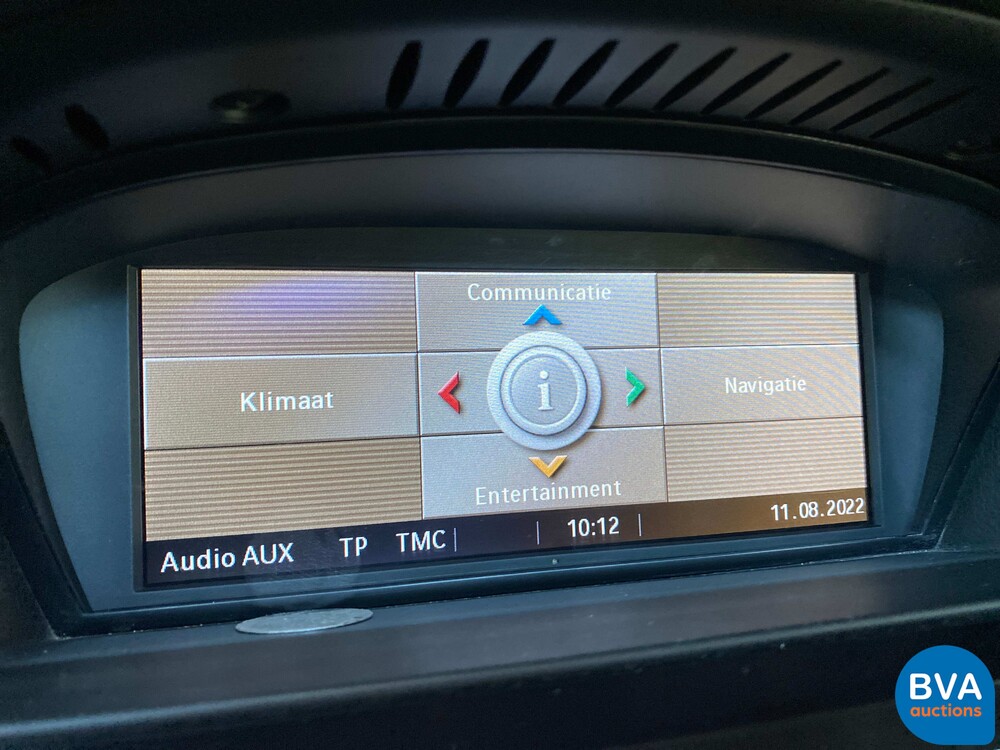 Communicatie
Klimaat
i
Navigatie
Entertainment
Audio AUX TP TMC 10:12 11.08.2022
BVA
auctions